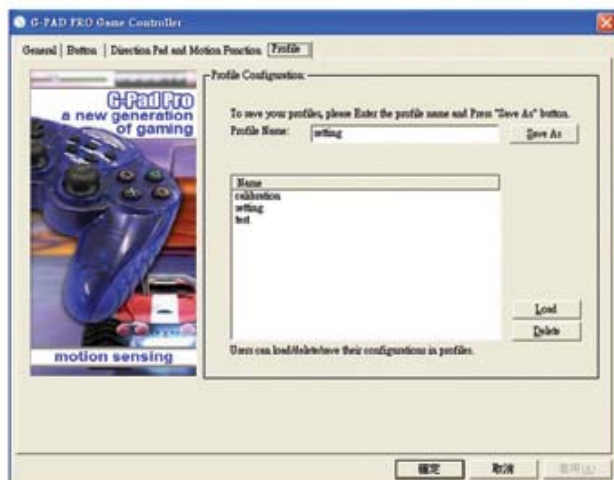 G-PAD PRO Game Controller
General | Button | Direction Pad and Motion Function | Profile
G-Pad Pro
a new generation
of gaming
motion sensing
Profile Configuration:
To save your profiles, please Enter the profile name and Press "Save As" button.
Profile Name: setting Save As
Name
calibration
setting
test
Load
Delete
Users can load/delete/save their configurations in profiles.
確定 取消 套用(A)